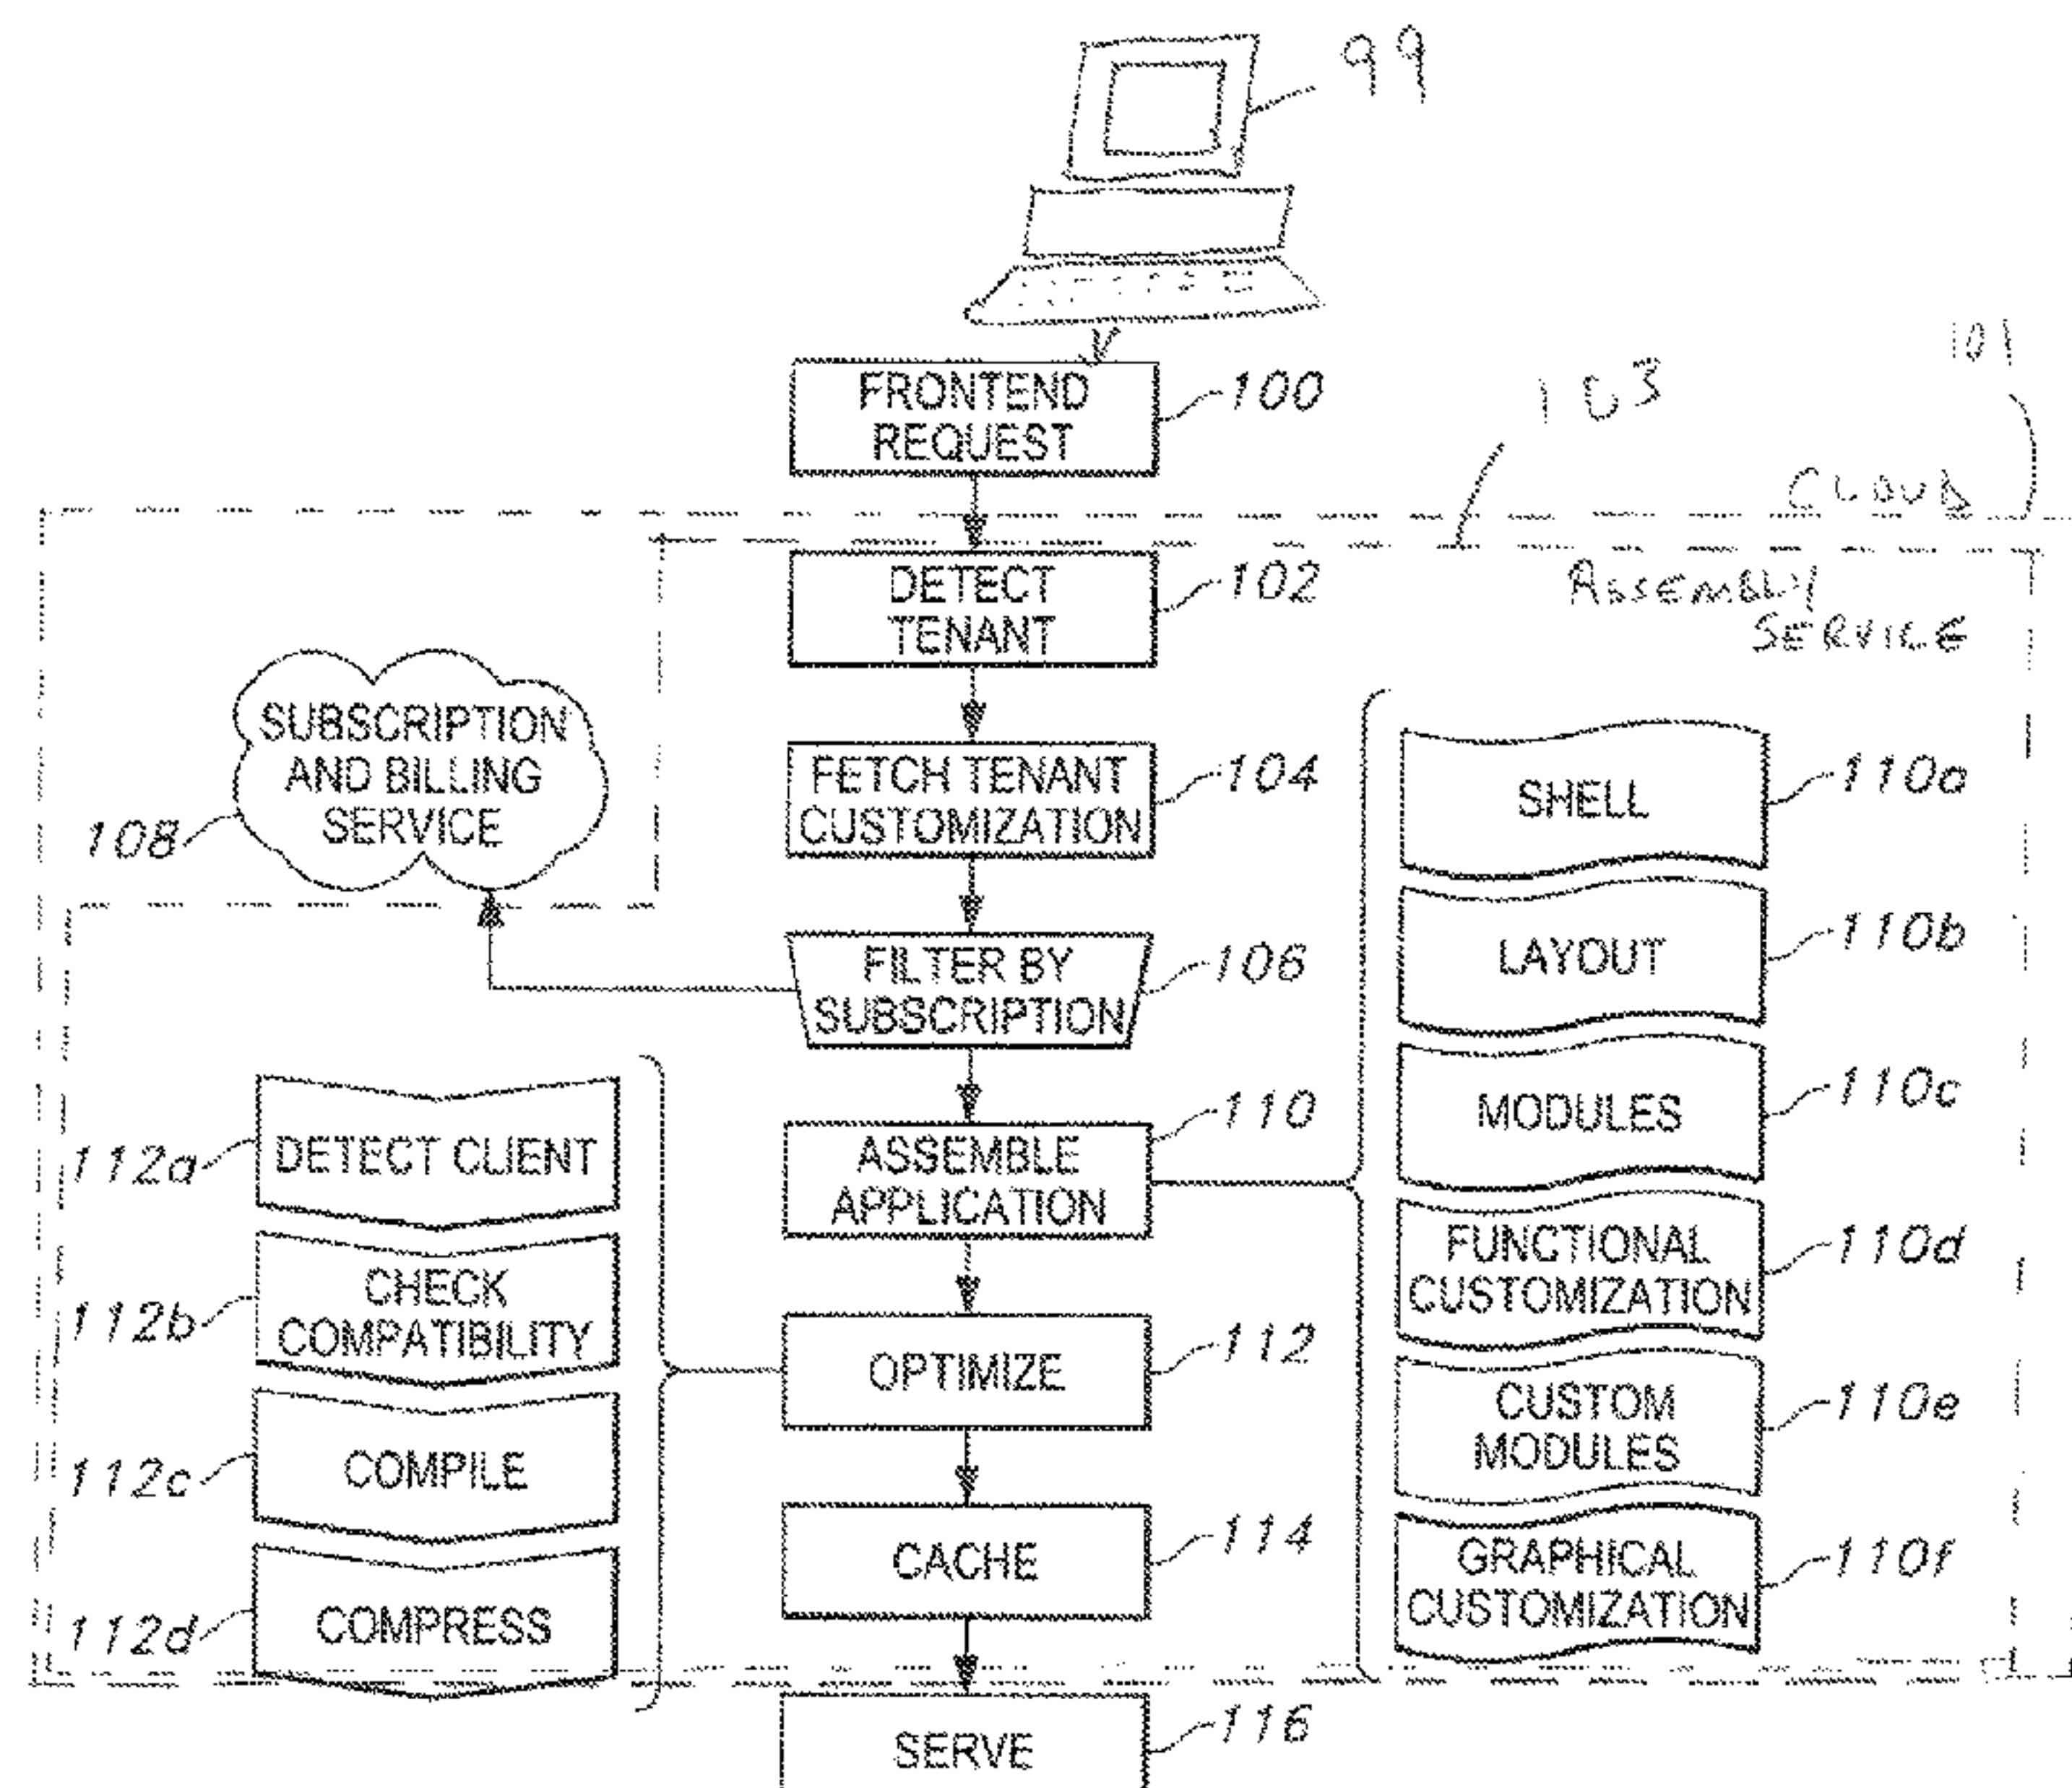 99
FRONTEND
REQUEST
100
103
101
CLOUD
DETECT
TENANT
102
ASSEMBLY
SERVICE
SUBSCRIPTION
AND BILLING
SERVICE
108
FETCH TENANT
CUSTOMIZATION
104
SHELL
110a
LAYOUT
110b
FILTER BY
SUBSCRIPTION
106
MODULES
110c
DETECT CLIENT
112a
ASSEMBLE
APPLICATION
110
FUNCTIONAL
CUSTOMIZATION
110d
CHECK
COMPATIBILITY
112b
OPTIMIZE
112
CUSTOM
MODULES
110e
COMPILE
112c
CACHE
114
GRAPHICAL
CUSTOMIZATION
110f
COMPRESS
112d
SERVE
116